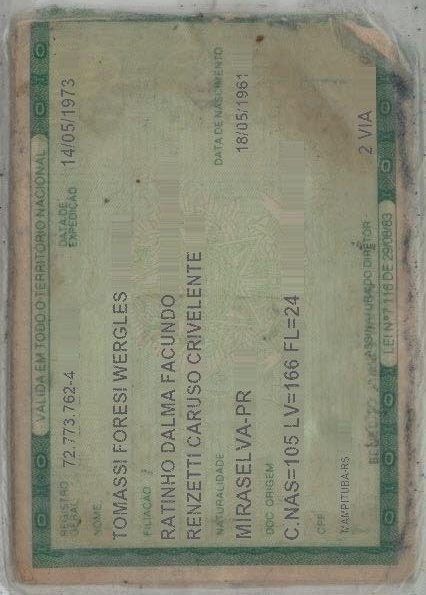 VÁLIDA EM TODO O TERRITÓRIO NACIONAL
REGISTRO GERAL 72.773.762-4 DATA DE EXPEDIÇÃO 14/05/1973
NOME
TOMASSI FORESI WERGLES
FILIAÇÃO
RATINHO DALMA FACUNDO
RENZETTI CARUSO CRIVELENTE
NATURALIDADE DATA DE NASCIMENTO
MIRASELVA-PR 18/05/1961
DOC ORIGEM
C.NAS=105 LV=166 FL=24
CPF
MAMPITUBA-RS 2 VIA
ASSINATURA DO DIRETOR
LEI Nº 7.116 DE 29/08/83